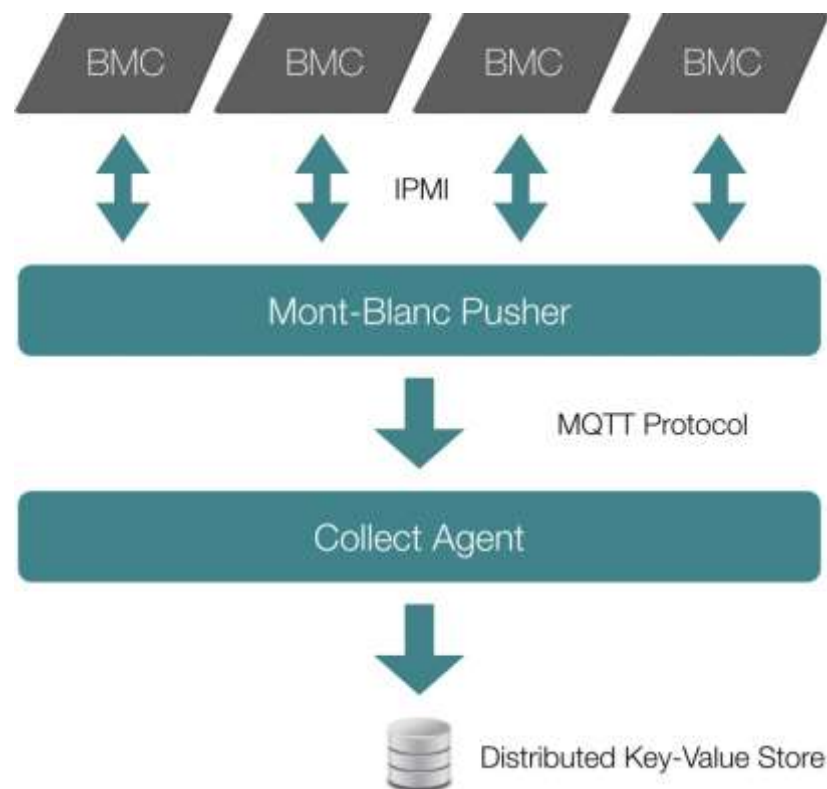 BMC BMC BMC BMC
IPMI
Mont-Blanc Pusher
MQTT Protocol
Collect Agent
Distributed Key-Value Store